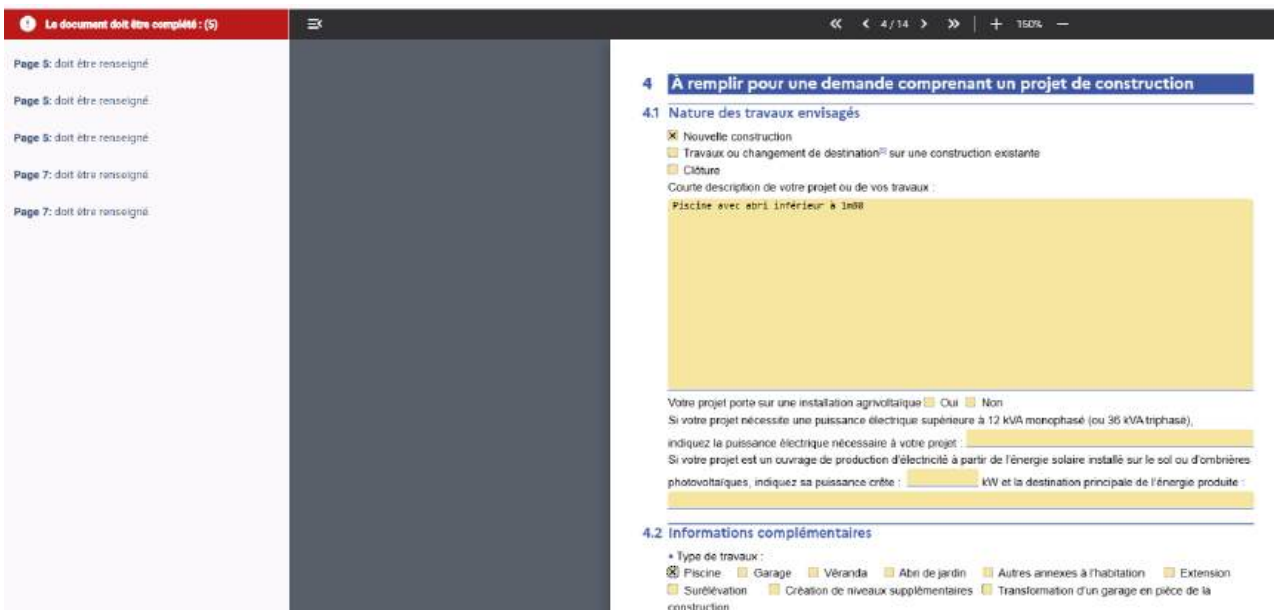 Le document doit être complété : (5)
4 / 14
150%
Page 5: doit être renseigné
Page 5: doit être renseigné
Page 5: doit être renseigné
Page 7: doit être renseigné
Page 7: doit être renseigné
4 À remplir pour une demande comprenant un projet de construction
4.1 Nature des travaux envisagés
Nouvelle construction
Travaux ou changement de destination sur une construction existante
Clôture
Courte description de votre projet ou de vos travaux :
Piscine avec abri inférieur à 1m80
Votre projet porte sur une installation agrivoltaïque Oui Non
Si votre projet nécessite une puissance électrique supérieure à 12 kVA monophasé (ou 36 kVA triphasé),
indiquez la puissance électrique nécessaire à votre projet :
Si votre projet est un ouvrage de production d'électricité à partir de l'énergie solaire installé sur le sol ou d'ombrières
photovoltaïques, indiquez sa puissance crête : kW et la destination principale de l'énergie produite :
4.2 Informations complémentaires
• Type de travaux :
Piscine Garage Véranda Abri de jardin Autres annexes à l'habitation Extension
Surélévation Création de niveaux supplémentaires Transformation d'un garage en pièce de la
construction